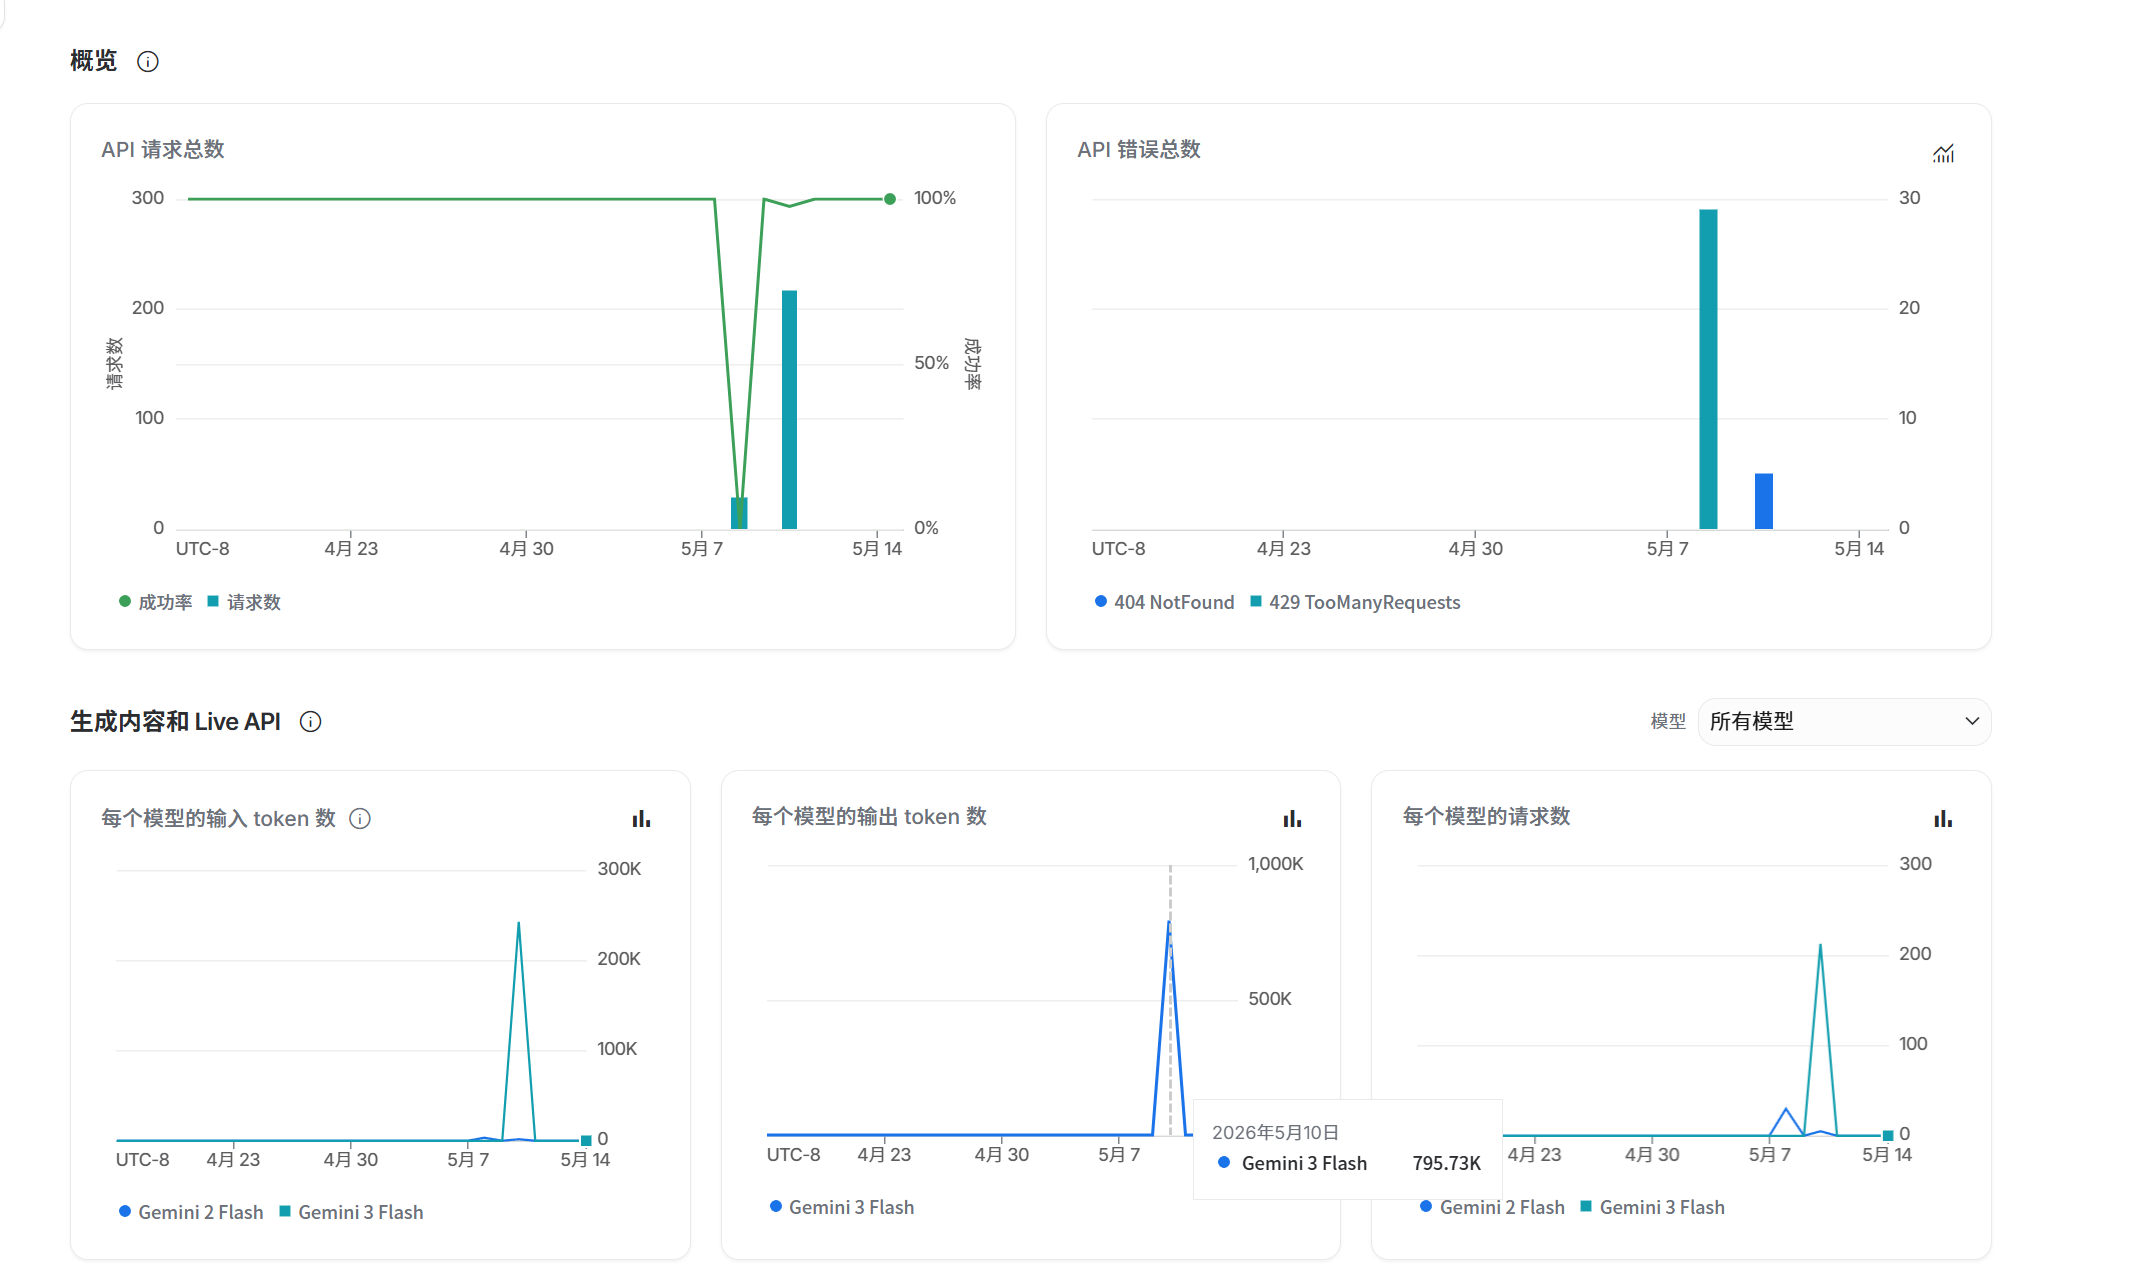 概览
API 请求总数
300
200
100
0
请求数
100%
50%
0%
成功率
UTC-8
4月 23
4月 30
5月 7
5月 14
成功率
请求数
API 错误总数
30
20
10
0
UTC-8
4月 23
4月 30
5月 7
5月 14
404 NotFound
429 TooManyRequests
生成内容和 Live API
模型
所有模型
每个模型的输入 token 数
300K
200K
100K
0
UTC-8
4月 23
4月 30
5月 7
5月 14
Gemini 2 Flash
Gemini 3 Flash
每个模型的输出 token 数
1,000K
500K
UTC-8
4月 23
4月 30
5月 7
2026年5月10日
Gemini 3 Flash 795.73K
Gemini 3 Flash
每个模型的请求数
300
200
100
0
4月 23
4月 30
5月 7
5月 14
Gemini 2 Flash
Gemini 3 Flash